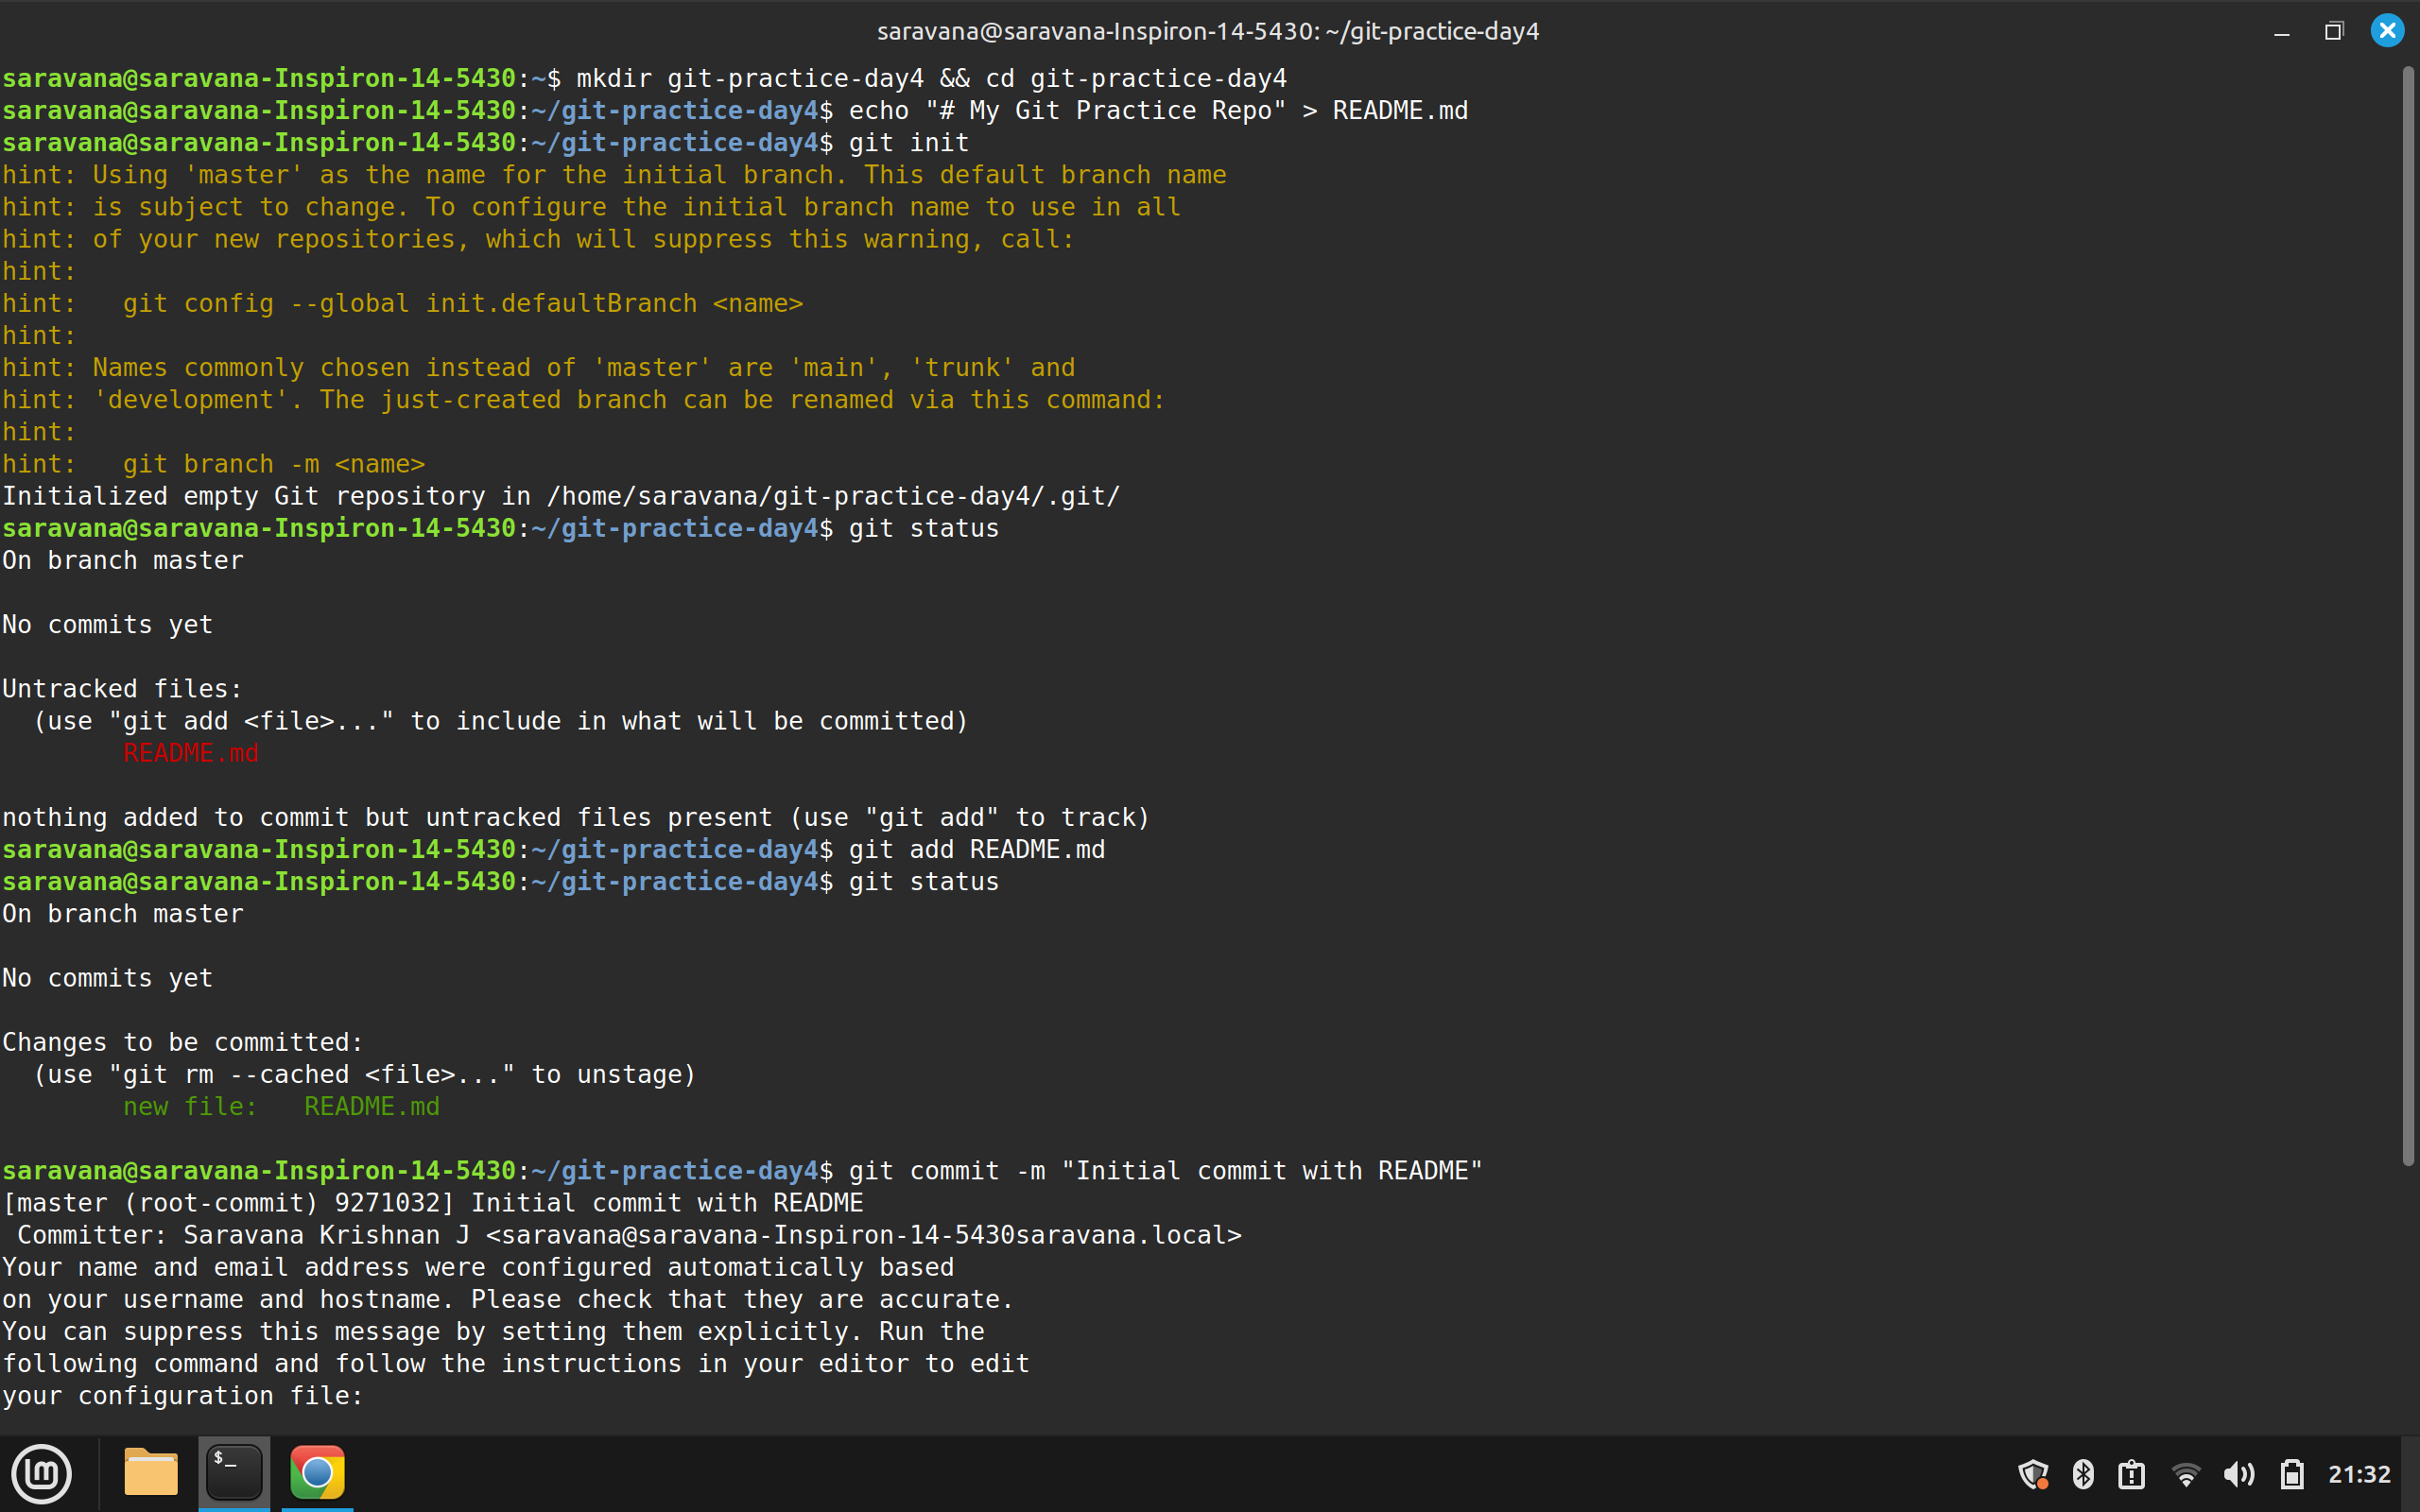 saravana@saravana-Inspiron-14-5430: ~/git-practice-day4
saravana@saravana-Inspiron-14-5430:~$ mkdir git-practice-day4 && cd git-practice-day4
saravana@saravana-Inspiron-14-5430:~/git-practice-day4$ echo "# My Git Practice Repo" > README.md
saravana@saravana-Inspiron-14-5430:~/git-practice-day4$ git init
hint: Using 'master' as the name for the initial branch. This default branch name
hint: is subject to change. To configure the initial branch name to use in all
hint: of your new repositories, which will suppress this warning, call:
hint:
hint:   git config --global init.defaultBranch <name>
hint:
hint: Names commonly chosen instead of 'master' are 'main', 'trunk' and
hint: 'development'. The just-created branch can be renamed via this command:
hint:
hint:   git branch -m <name>
Initialized empty Git repository in /home/saravana/git-practice-day4/.git/
saravana@saravana-Inspiron-14-5430:~/git-practice-day4$ git status
On branch master

No commits yet

Untracked files:
  (use "git add <file>..." to include in what will be committed)
        README.md

nothing added to commit but untracked files present (use "git add" to track)
saravana@saravana-Inspiron-14-5430:~/git-practice-day4$ git add README.md
saravana@saravana-Inspiron-14-5430:~/git-practice-day4$ git status
On branch master

No commits yet

Changes to be committed:
  (use "git rm --cached <file>..." to unstage)
        new file:   README.md

saravana@saravana-Inspiron-14-5430:~/git-practice-day4$ git commit -m "Initial commit with README"
[master (root-commit) 9271032] Initial commit with README
 Committer: Saravana Krishnan J <saravana@saravana-Inspiron-14-5430saravana.local>
Your name and email address were configured automatically based
on your username and hostname. Please check that they are accurate.
You can suppress this message by setting them explicitly. Run the
following command and follow the instructions in your editor to edit
your configuration file:
$_
21:32